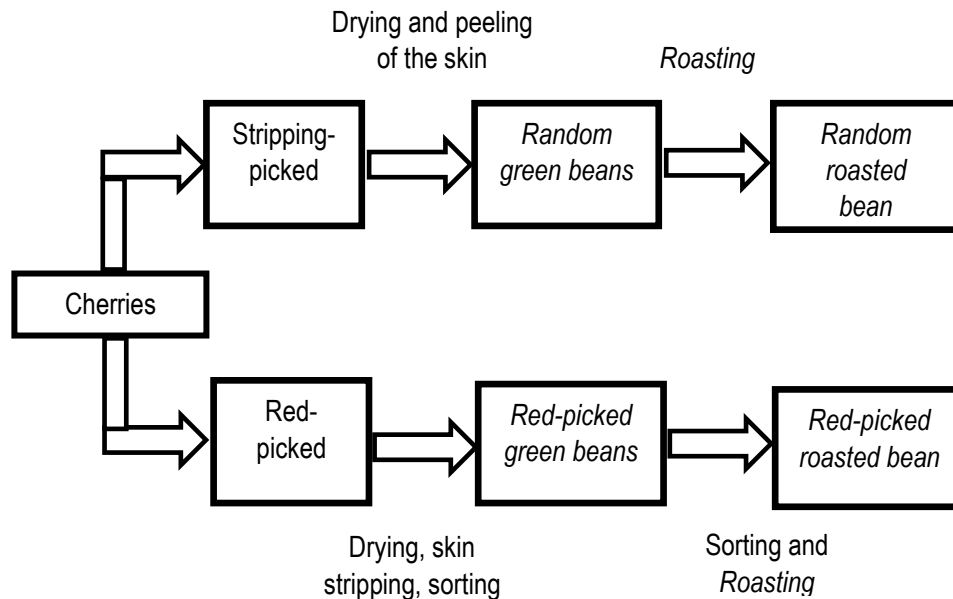 Drying and peeling
of the skin
Roasting
Stripping-
picked
Random
green beans
Random
roasted
bean
Cherries
Red-
picked
Red-picked
green beans
Red-picked
roasted bean
Drying, skin
stripping, sorting
Sorting and
Roasting